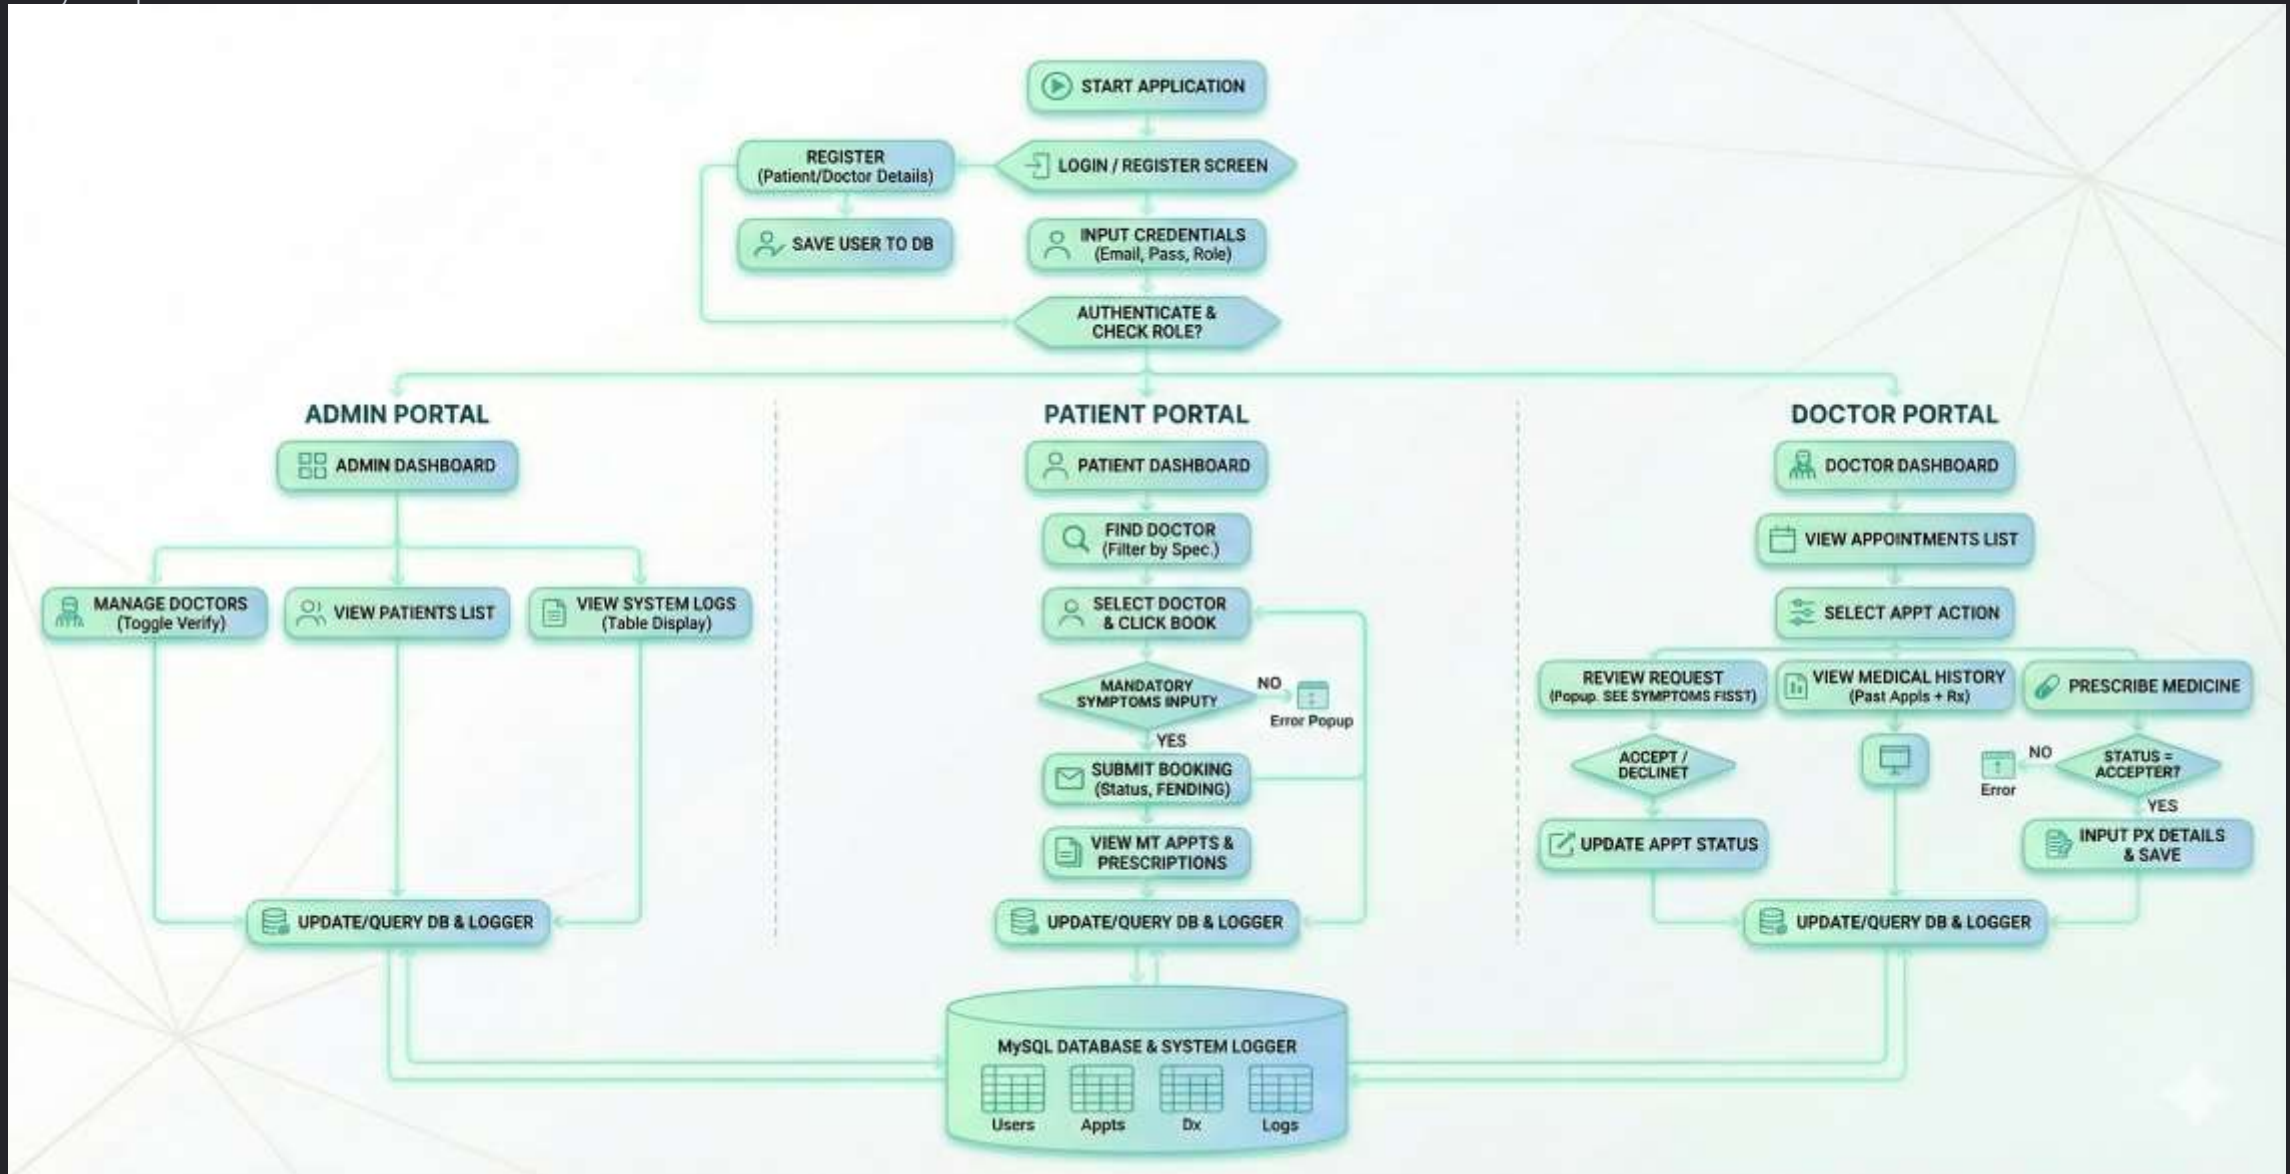 START APPLICATION
REGISTER
(Patient/Doctor Details)
LOGIN / REGISTER SCREEN
SAVE USER TO DB
INPUT CREDENTIALS
(Email, Pass, Role)
AUTHENTICATE &
CHECK ROLE?
ADMIN PORTAL
ADMIN DASHBOARD
MANAGE DOCTORS
(Toggle Verify)
VIEW PATIENTS LIST
VIEW SYSTEM LOGS
(Table Display)
UPDATE/QUERY DB & LOGGER
PATIENT PORTAL
PATIENT DASHBOARD
FIND DOCTOR
(Filter by Spec.)
SELECT DOCTOR
& CLICK BOOK
MANDATORY
SYMPTOMS INPUTY
NO
Error Popup
YES
SUBMIT BOOKING
(Status, FENDING)
VIEW MT APPTS &
PRESCRIPTIONS
UPDATE/QUERY DB & LOGGER
DOCTOR PORTAL
DOCTOR DASHBOARD
VIEW APPOINTMENTS LIST
SELECT APPT ACTION
REVIEW REQUEST
(Popup. SEE SYMPTOMS FISST)
VIEW MEDICAL HISTORY
(Past Appls + Rx)
PRESCRIBE MEDICINE
ACCEPT /
DECLINET
STATUS =
ACCEPTER?
NO
Error
YES
UPDATE APPT STATUS
INPUT PX DETAILS
& SAVE
UPDATE/QUERY DB & LOGGER
MySQL DATABASE & SYSTEM LOGGER
Users
Appts
Dx
Logs